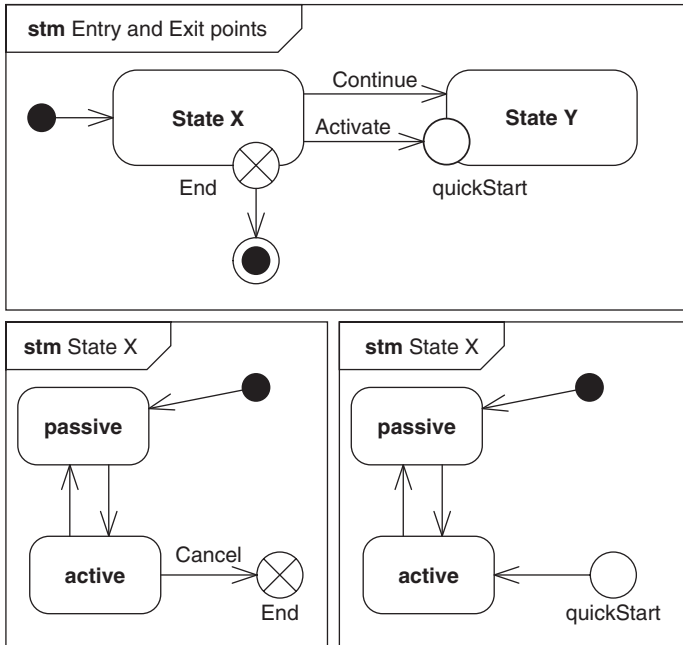 stm Entry and Exit points
Continue
State X
State Y
Activate
End
quickStart
stm State X
passive
active
Cancel
End
stm State X
passive
active
quickStart